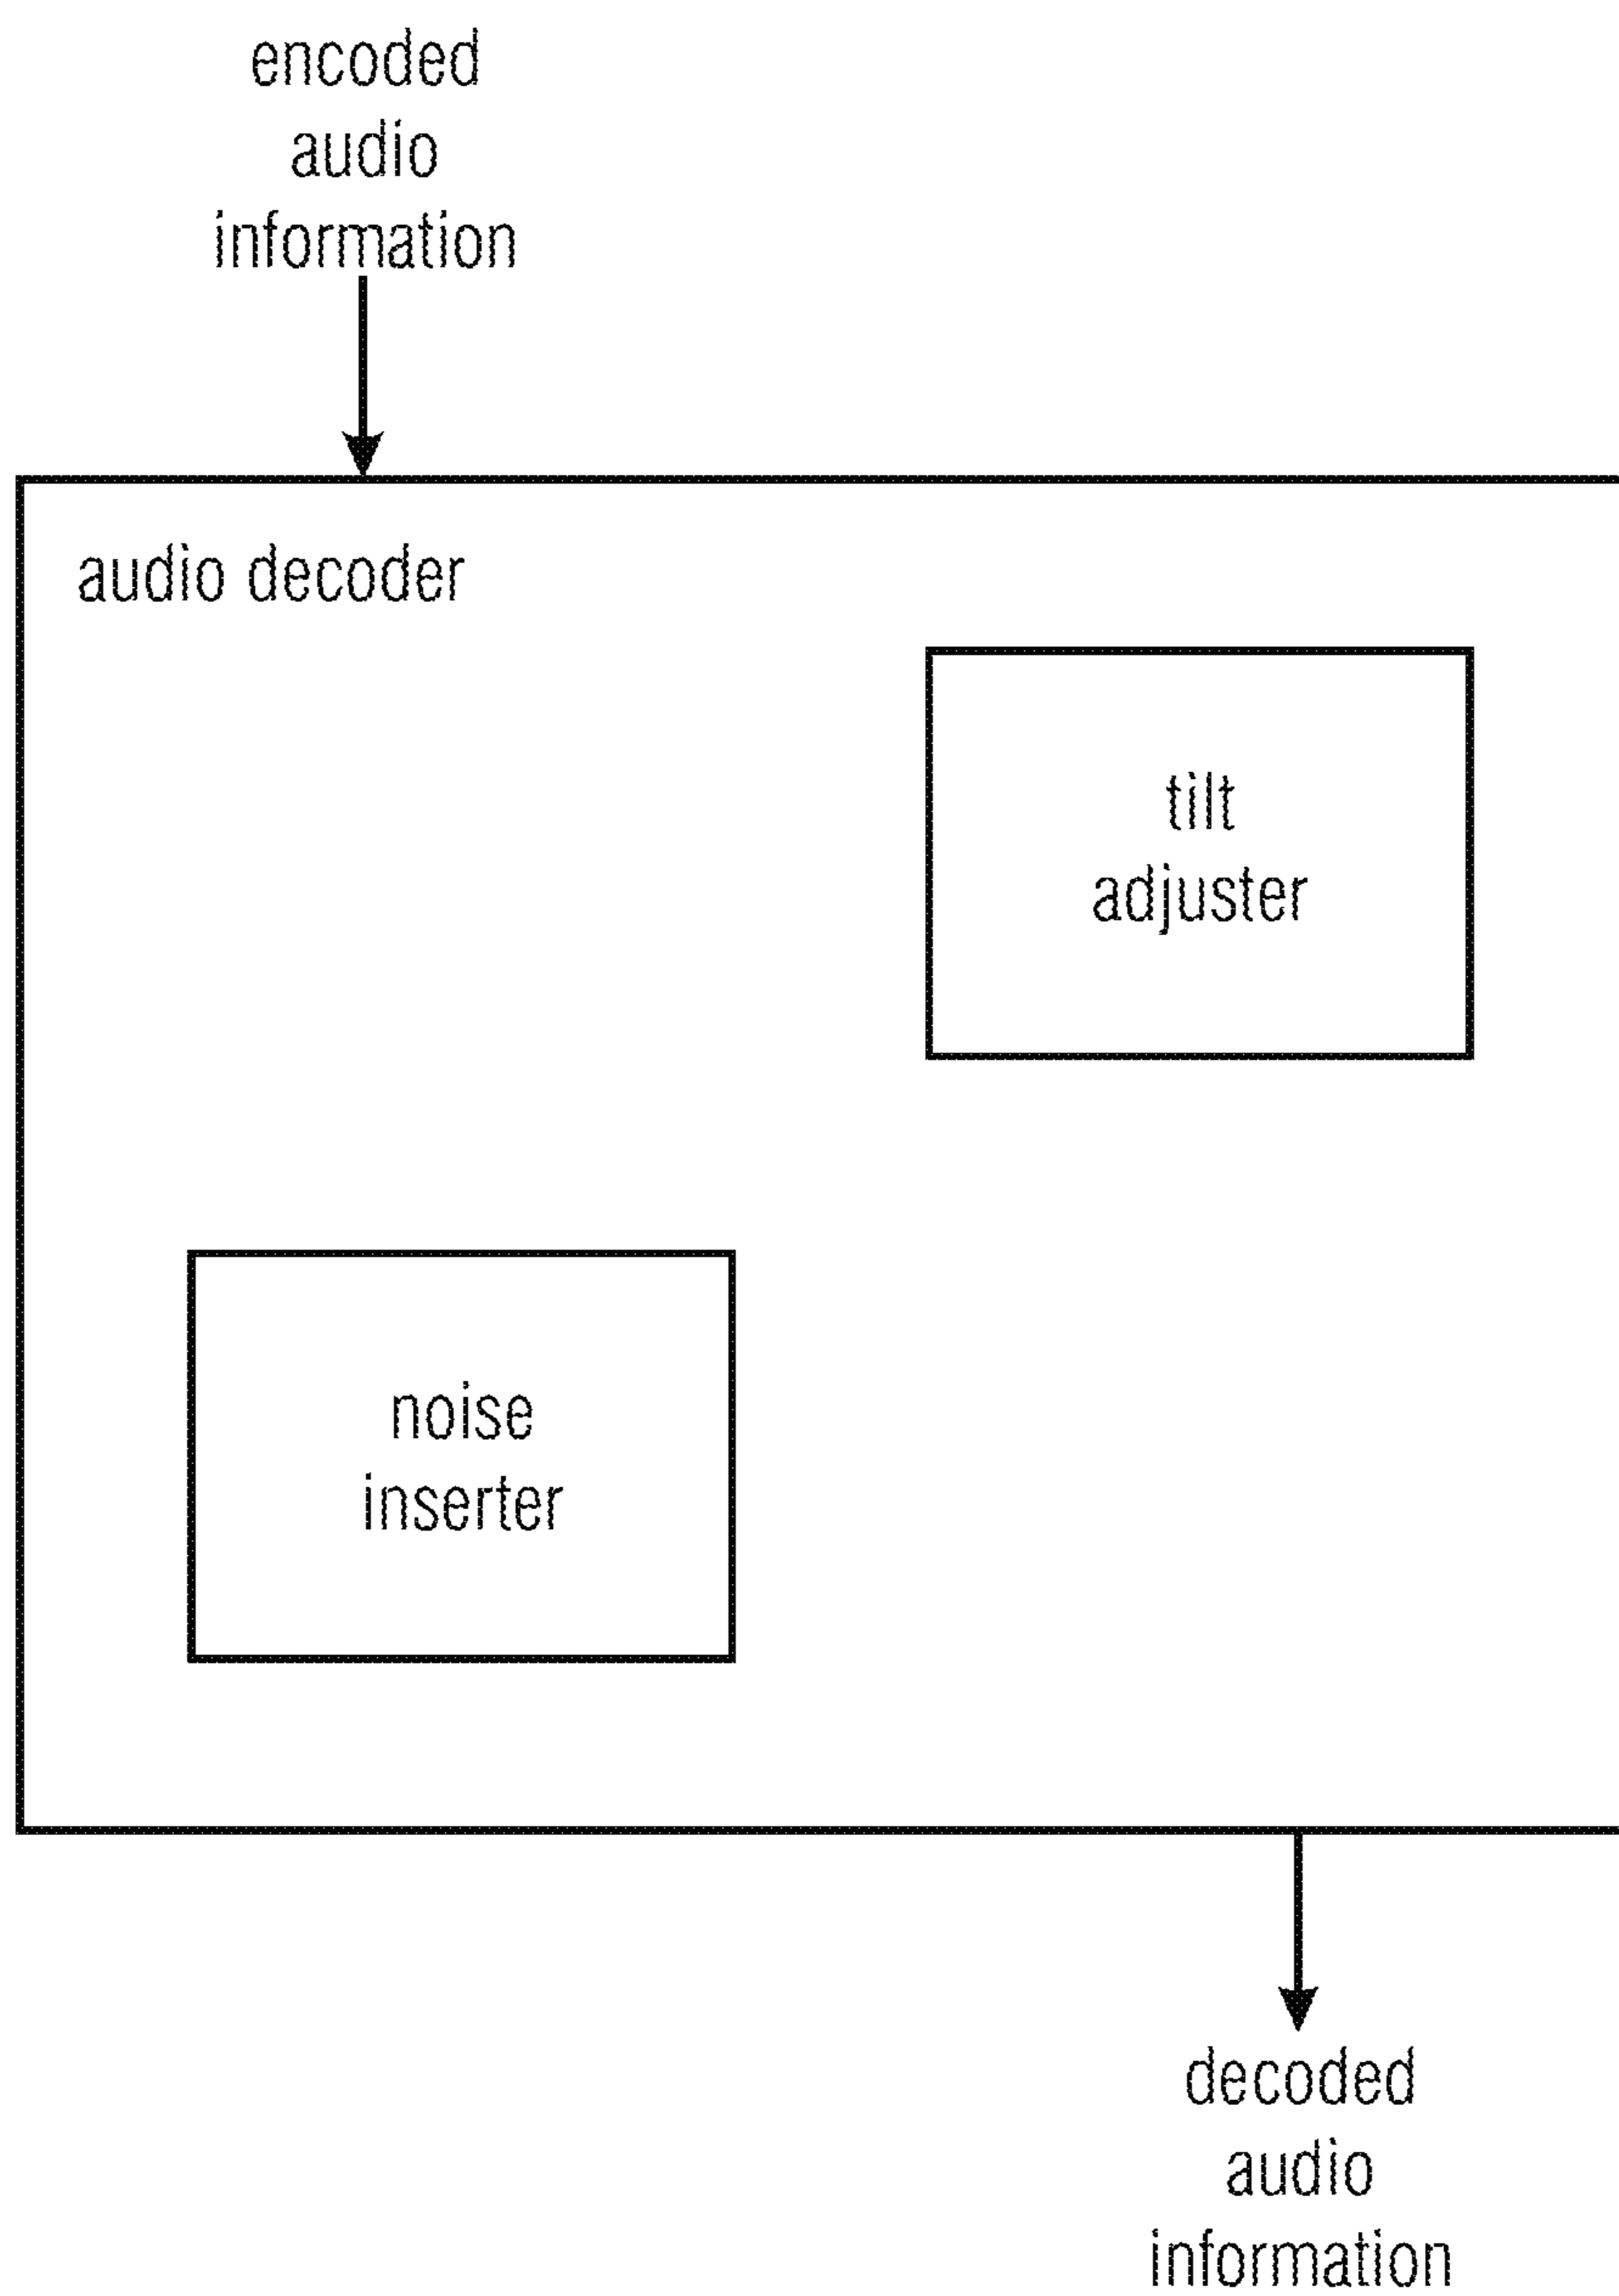 encoded
audio
information
audio decoder
tilt
adjuster
noise
inserter
decoded
audio
information